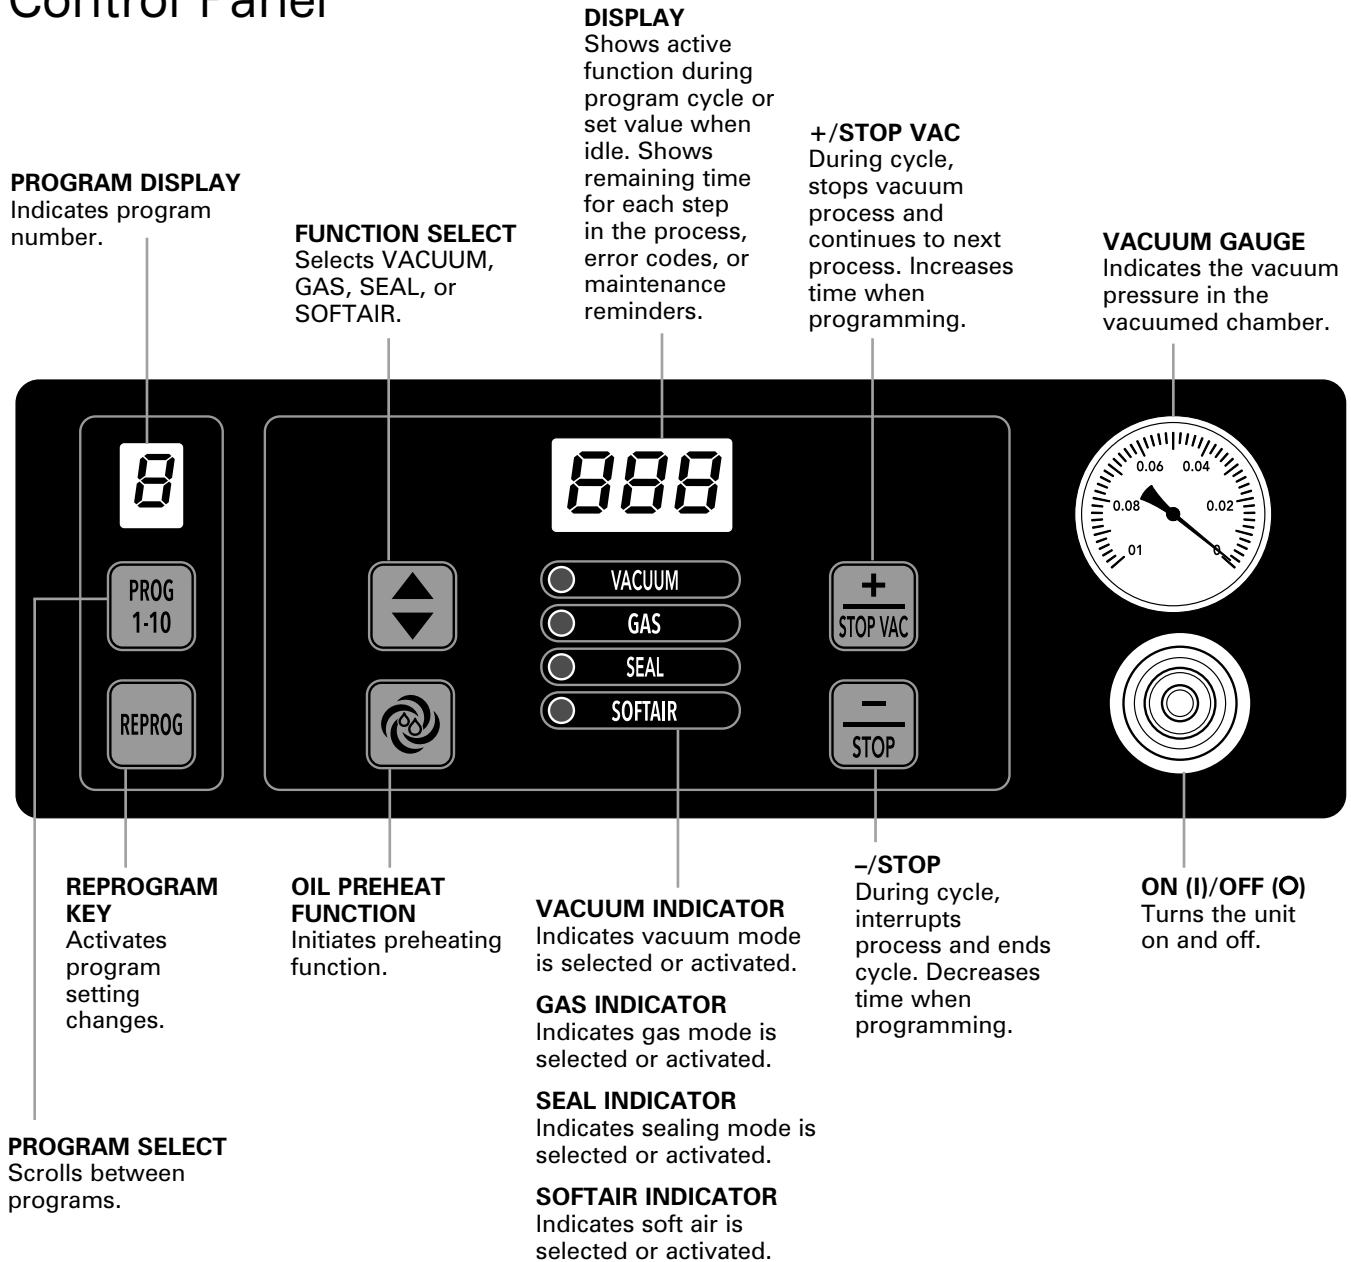 Control Panel
DISPLAY
Shows active
function during
program cycle or
set value when
idle. Shows
remaining time
for each step
in the process,
error codes, or
maintenance
reminders.
+/STOP VAC
During cycle,
stops vacuum
process and
continues to next
process. Increases
time when
programming.
PROGRAM DISPLAY
Indicates program
number.
FUNCTION SELECT
Selects VACUUM,
GAS, SEAL, or
SOFTAIR.
VACUUM GAUGE
Indicates the vacuum
pressure in the
vacuumed chamber.
8
888
PROG
1-10
REPROG
VACUUM
GAS
SEAL
SOFTAIR
+
STOP VAC
–
STOP
0.06 0.04
0.08 0.02
01 0
REPROGRAM
KEY
Activates
program
setting
changes.
OIL PREHEAT
FUNCTION
Initiates preheating
function.
VACUUM INDICATOR
Indicates vacuum mode
is selected or activated.
GAS INDICATOR
Indicates gas mode is
selected or activated.
SEAL INDICATOR
Indicates sealing mode is
selected or activated.
SOFTAIR INDICATOR
Indicates soft air is
selected or activated.
–/STOP
During cycle,
interrupts
process and ends
cycle. Decreases
time when
programming.
ON (I)/OFF (O)
Turns the unit
on and off.
PROGRAM SELECT
Scrolls between
programs.